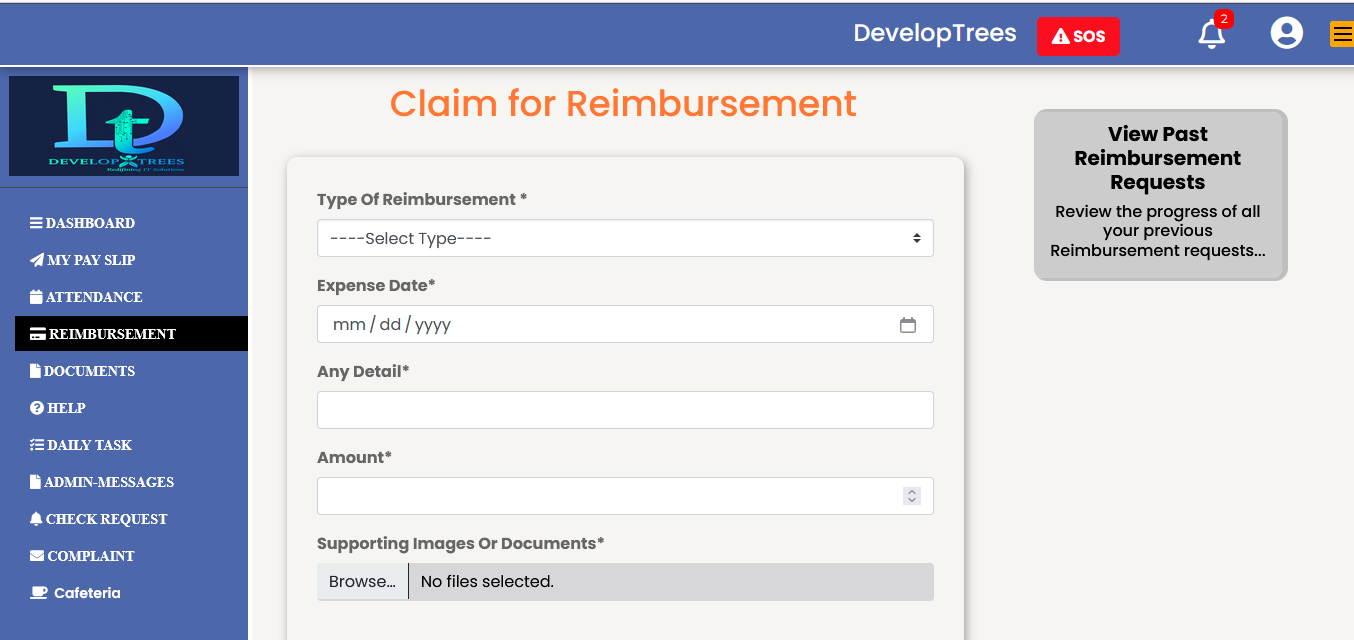 DevelopTrees
SOS
2
Dt
DEVELOP TREES
Redifining IT Solutions
DASHBOARD
MY PAY SLIP
ATTENDANCE
REIMBURSEMENT
DOCUMENTS
HELP
DAILY TASK
ADMIN-MESSAGES
CHECK REQUEST
COMPLAINT
Cafeteria
Claim for Reimbursement
Type Of Reimbursement *
----Select Type----
Expense Date*
mm / dd / yyyy
Any Detail*
Amount*
Supporting Images Or Documents*
Browse... No files selected.
View Past
Reimbursement
Requests
Review the progress of all
your previous
Reimbursement requests...